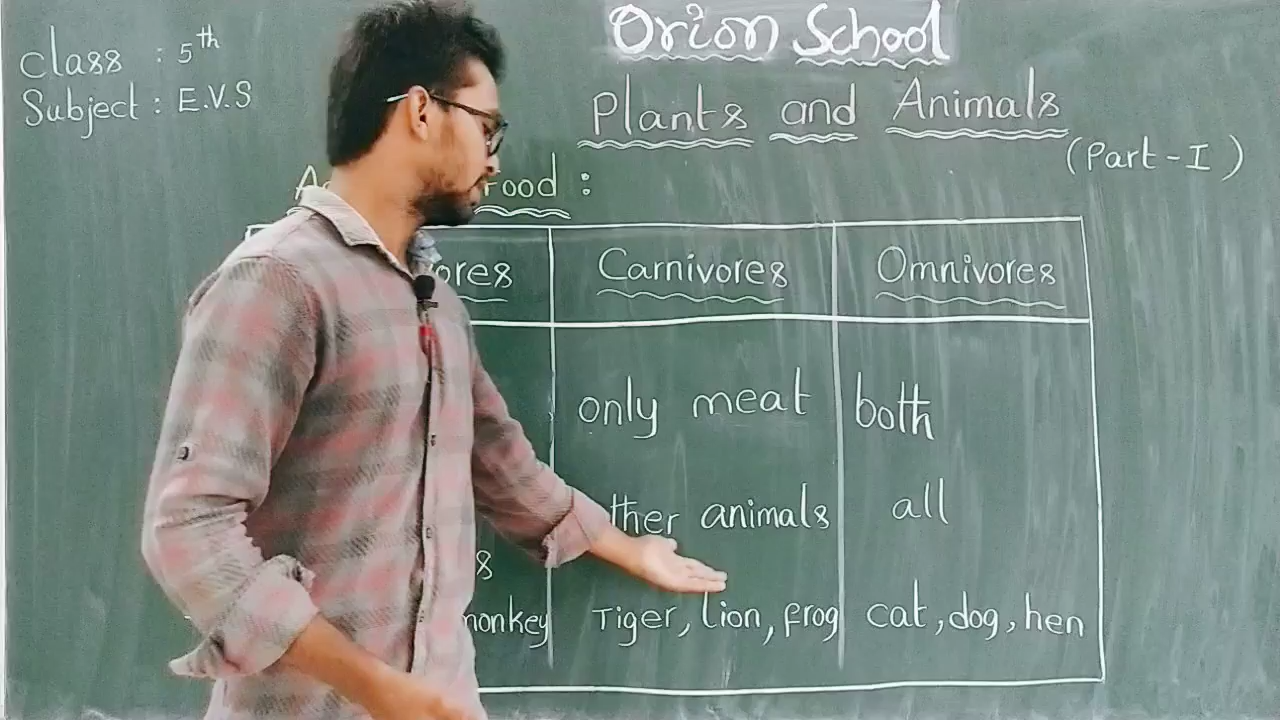 Orion School
Class : 5th
Subject : E.V.S
Plants and Animals
(Part-I)
food :
ores Carnivores Omnivores
only meat both
ther animals all
s
monkey Tiger, lion, frog cat, dog, hen